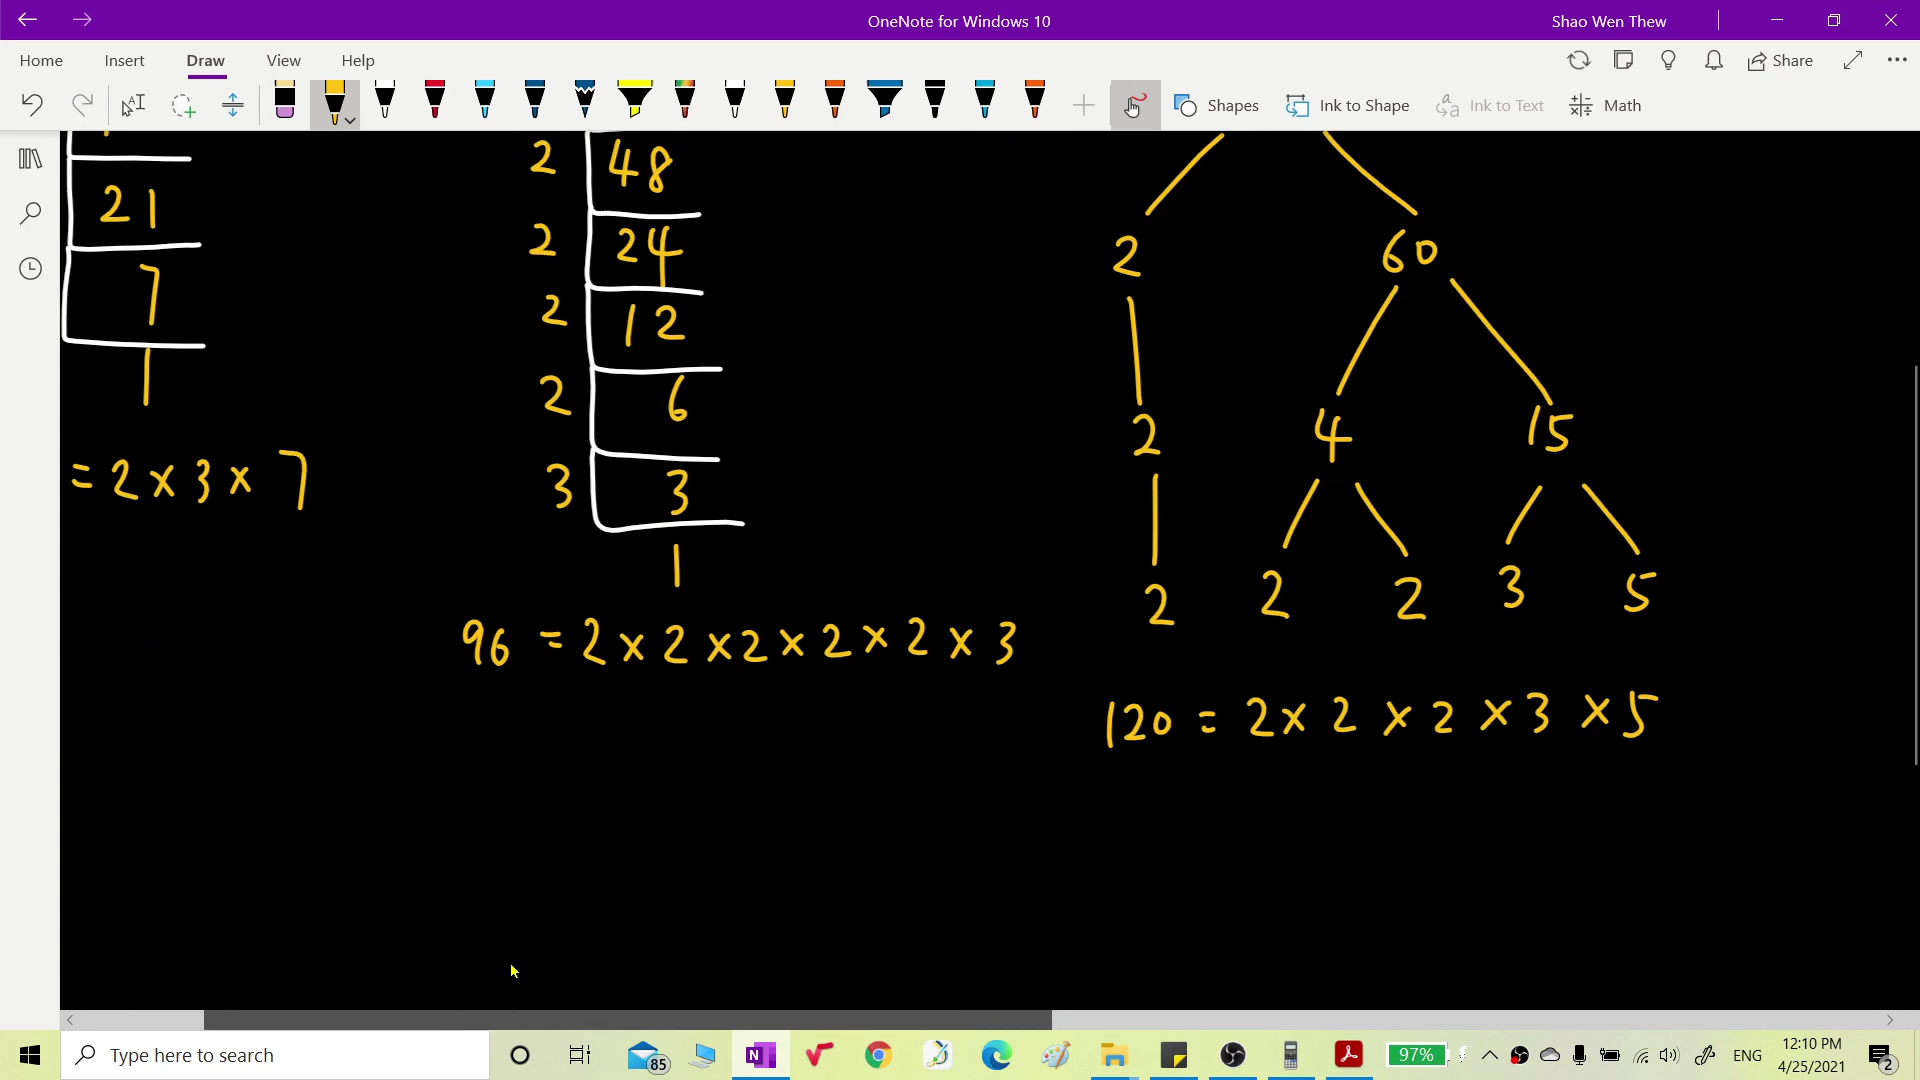 OneNote for Windows 10
Shao Wen Thew
Home Insert Draw View Help
Share
Shapes Ink to Shape Ink to Text Math
21
7
1
= 2 x 3 x 7
2 48
2 24
2 12
2 6
3 3
1
96 = 2 x 2 x 2 x 2 x 2 x 3
2 60
2 4 15
2 2 2 3 5
120 = 2 x 2 x 2 x 3 x 5
Type here to search
85
97%
ENG
12:10 PM
4/25/2021
2